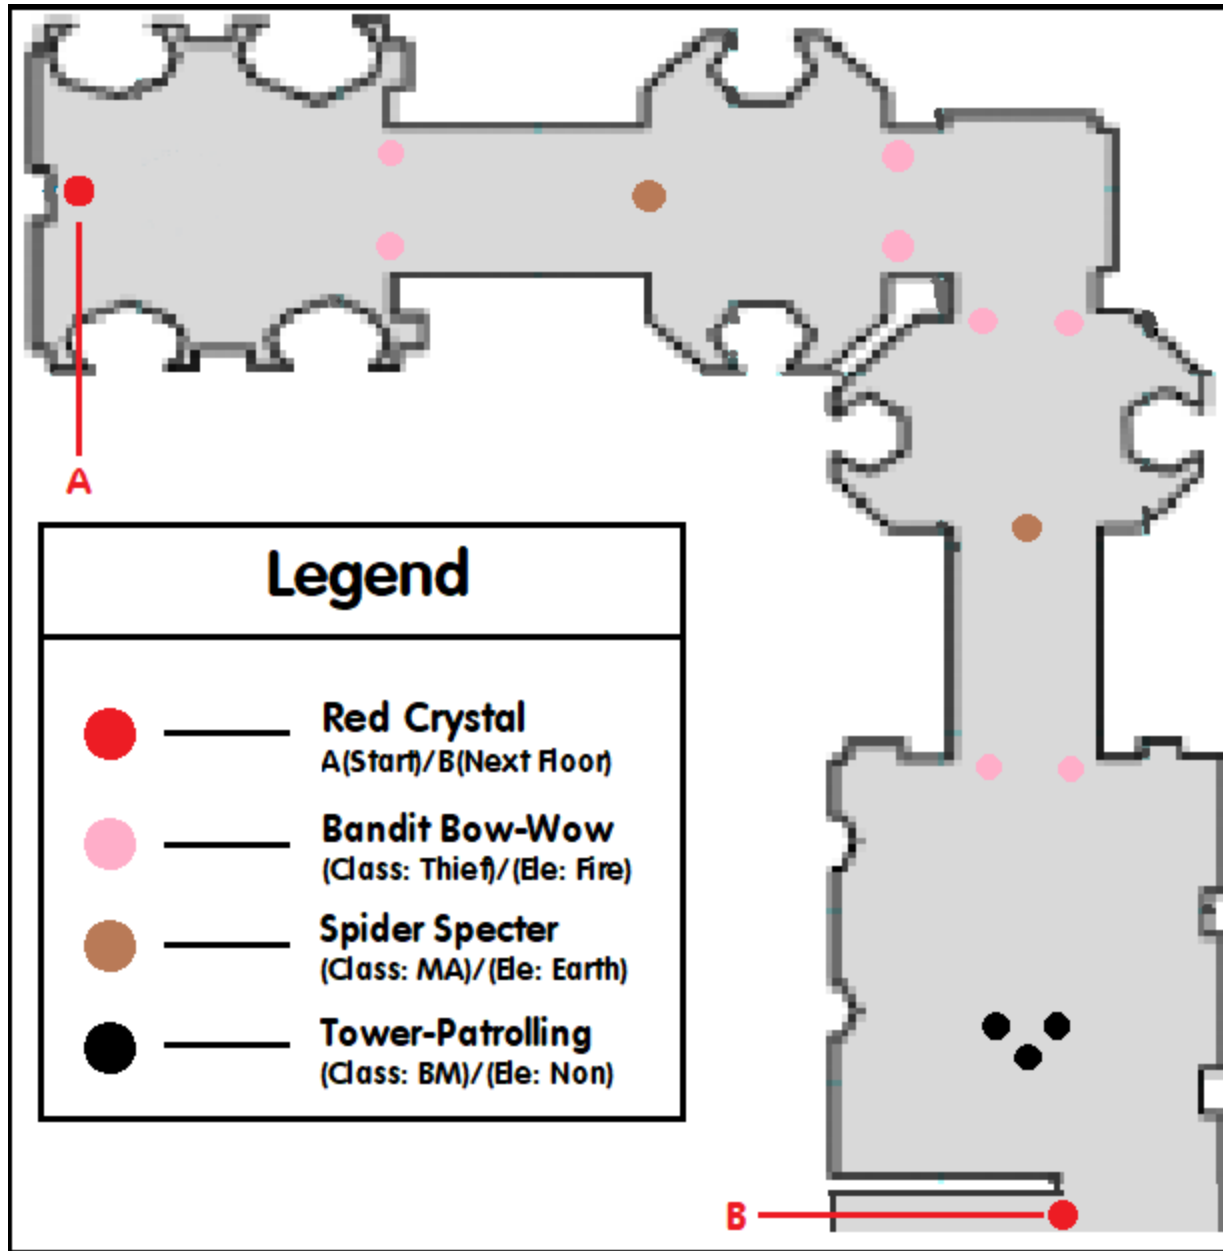 A
Legend
Red Crystal
A(Start)/B(Next Floor)
Bandit Bow-Wow
(Class: Thief)/(Ele: Fire)
Spider Specter
(Class: MA)/(Ele: Earth)
Tower-Patrolling
(Class: BM)/(Ele: Non)
B